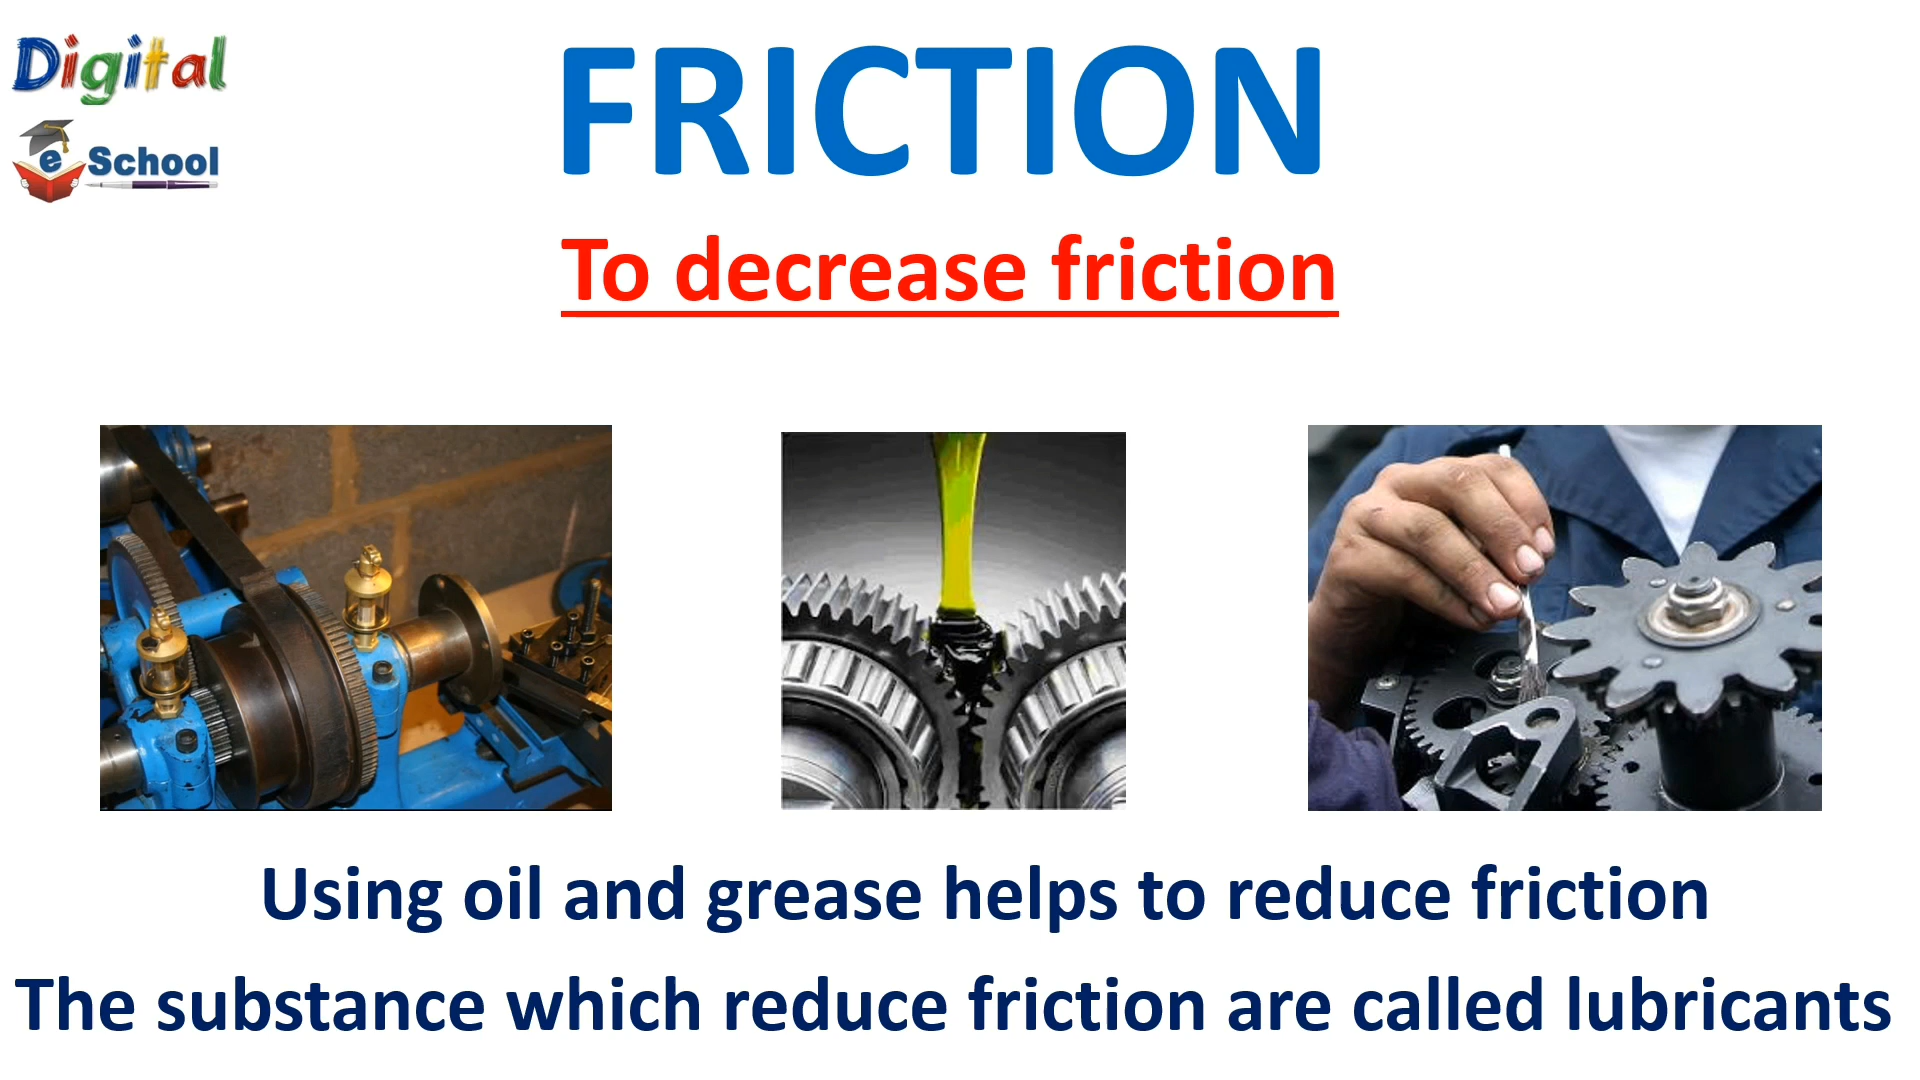 Digital
e School
FRICTION
To decrease friction
Using oil and grease helps to reduce friction
The substance which reduce friction are called lubricants